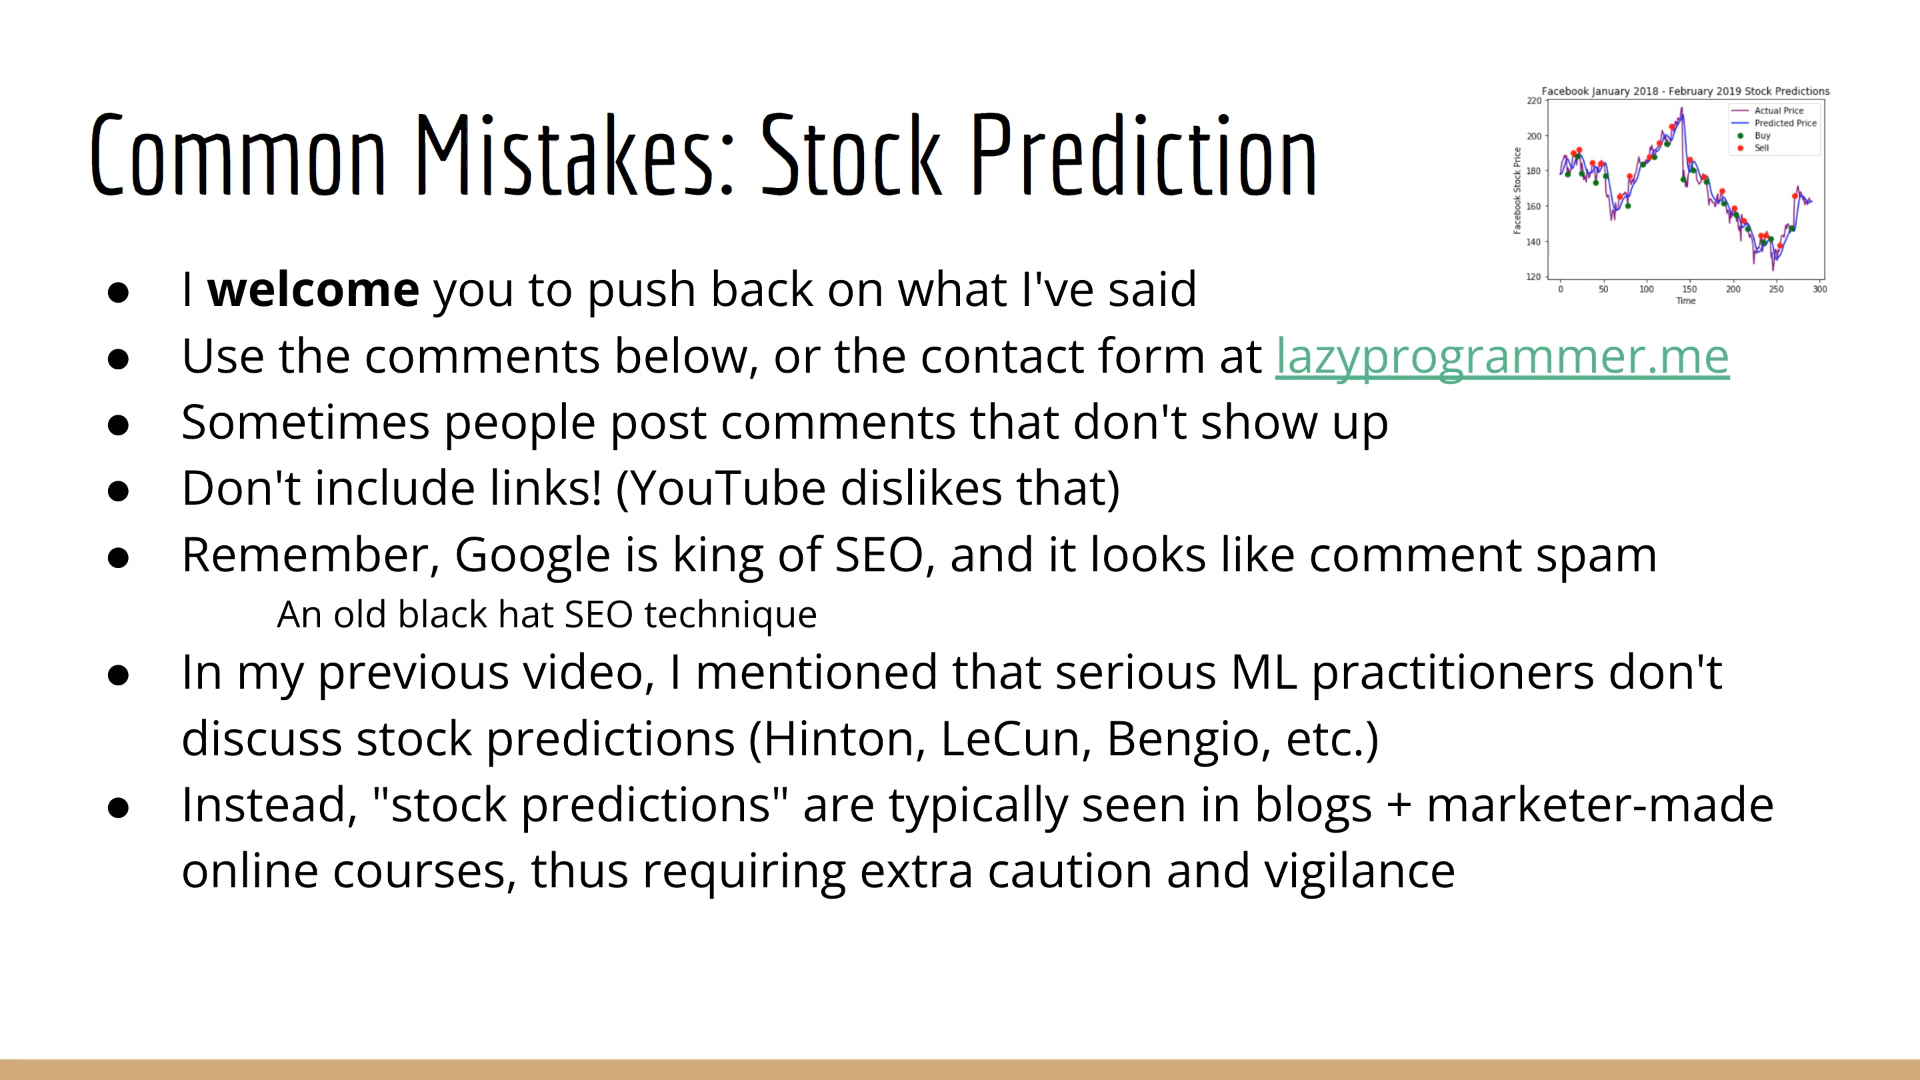 Common Mistakes: Stock Prediction
Facebook January 2018 - February 2019 Stock Predictions
Facebook Stock Price
220
200
180
160
140
120
Actual Price
Predicted Price
Buy
Sell
0 50 100 150 200 250 300
Time
● I welcome you to push back on what I've said
● Use the comments below, or the contact form at lazyprogrammer.me
● Sometimes people post comments that don't show up
● Don't include links! (YouTube dislikes that)
● Remember, Google is king of SEO, and it looks like comment spam
An old black hat SEO technique
● In my previous video, I mentioned that serious ML practitioners don't
discuss stock predictions (Hinton, LeCun, Bengio, etc.)
● Instead, "stock predictions" are typically seen in blogs + marketer-made
online courses, thus requiring extra caution and vigilance